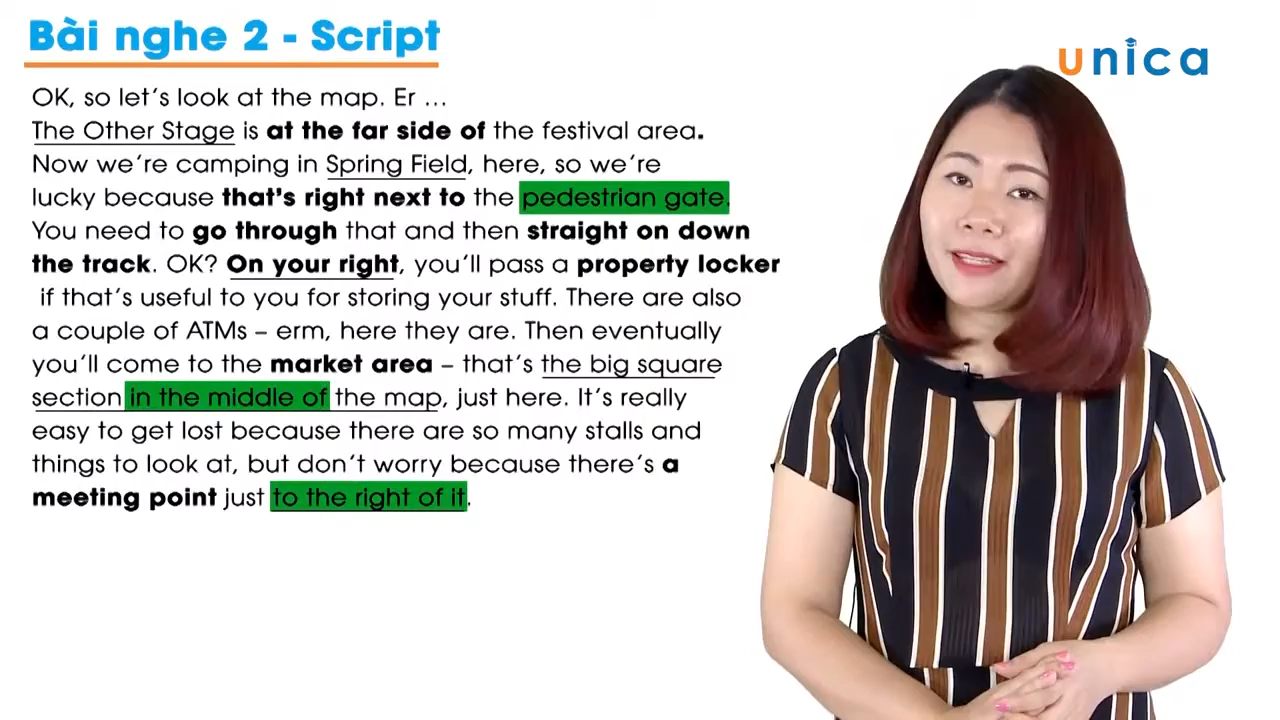 Bài nghe 2 - Script
unica
OK, so let's look at the map. Er ...
The Other Stage is at the far side of the festival area.
Now we're camping in Spring Field, here, so we're
lucky because that's right next to the pedestrian gate.
You need to go through that and then straight on down
the track. OK? On your right, you'll pass a property locker
if that's useful to you for storing your stuff. There are also
a couple of ATMs – erm, here they are. Then eventually
you'll come to the market area – that's the big square
section in the middle of the map, just here. It's really
easy to get lost because there are so many stalls and
things to look at, but don't worry because there's a
meeting point just to the right of it.